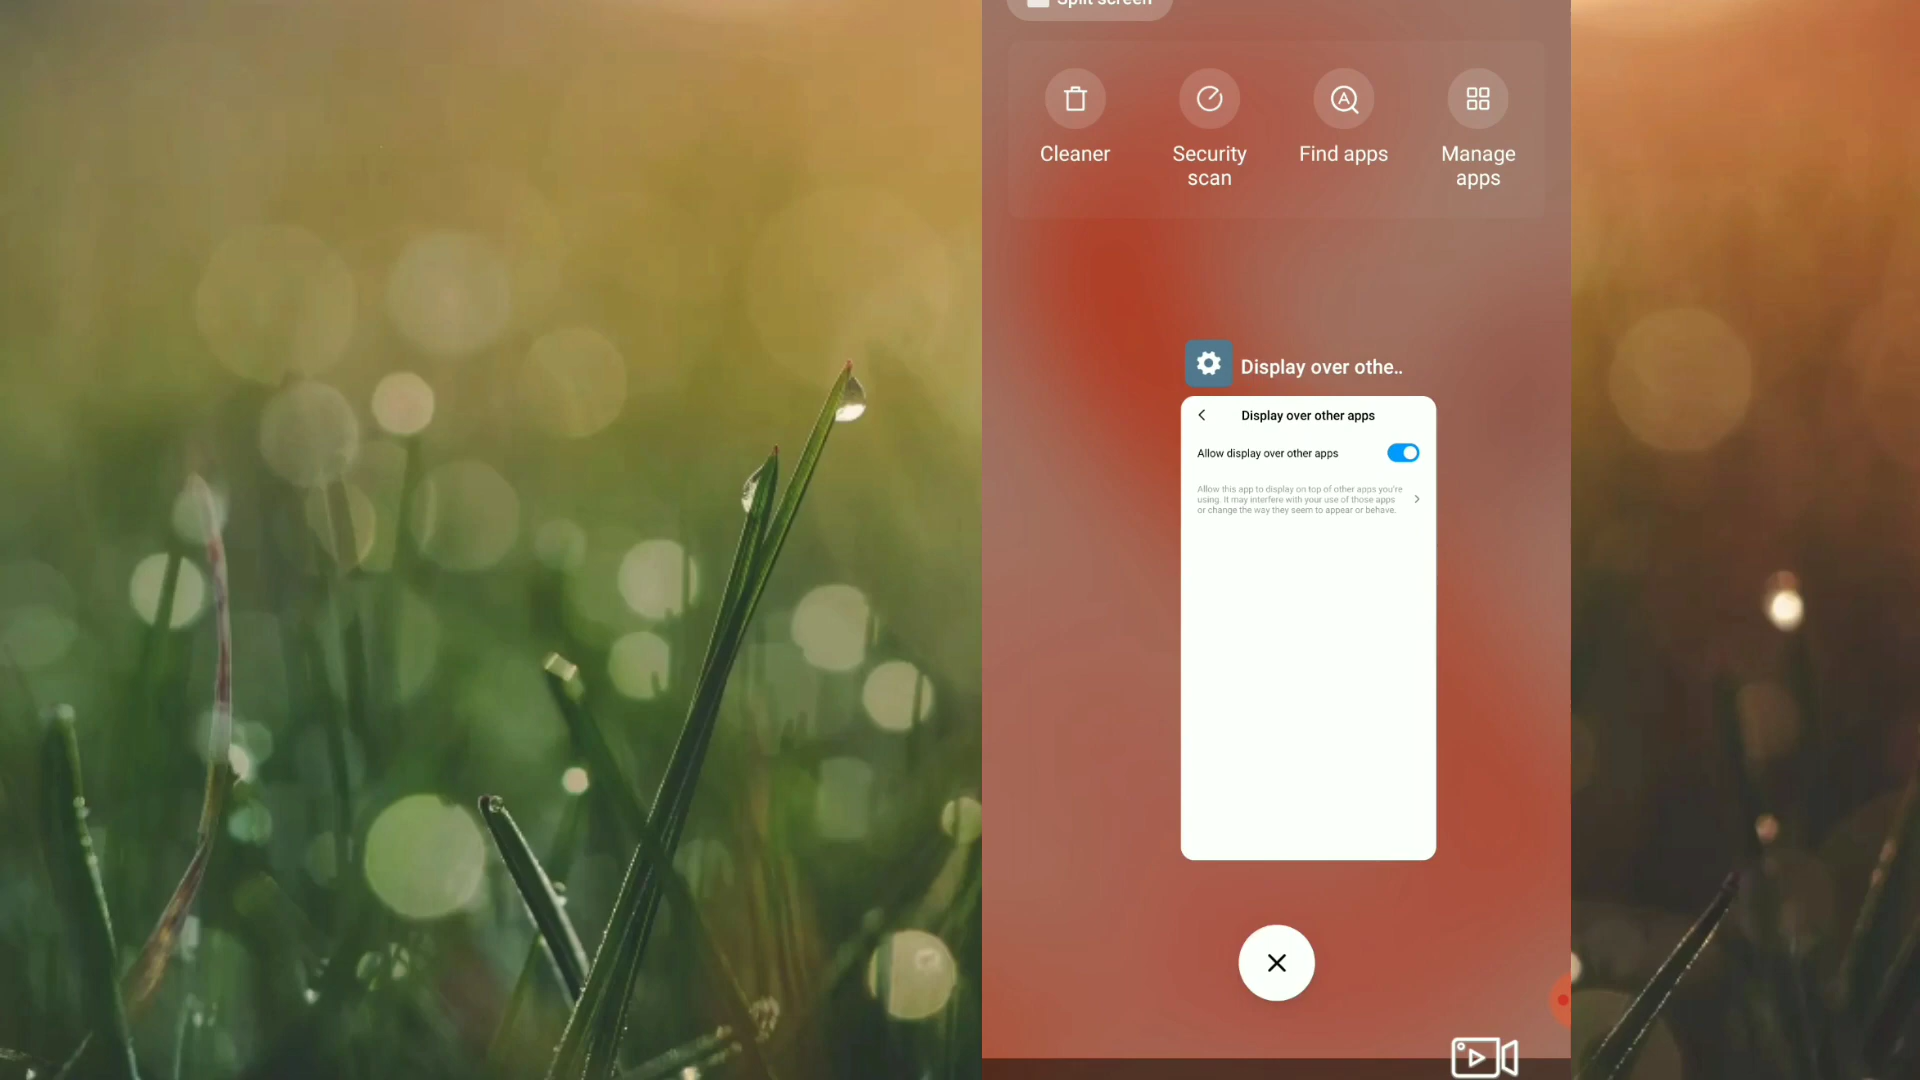 Split screen
Cleaner
Security
scan
Find apps
Manage
apps
Display over othe..
Display over other apps
Allow display over other apps
Allow this app to display on top of other apps you're
using. It may interfere with your use of those apps
or change the way they seem to appear or behave.